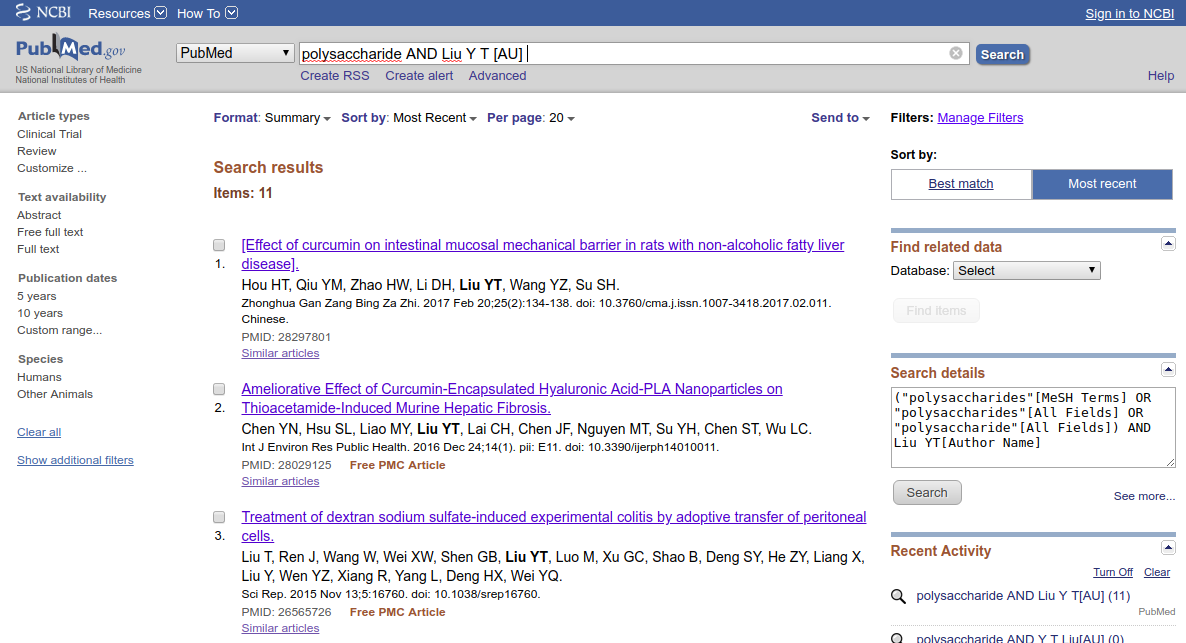 NCBI Resources How To Sign in to NCBI
PubMed.gov
US National Library of Medicine
National Institutes of Health
PubMed
polysaccharide AND Liu Y T [AU]
Search
Create RSS Create alert Advanced
Help
Article types
Clinical Trial
Review
Customize ...
Text availability
Abstract
Free full text
Full text
Publication dates
5 years
10 years
Custom range...
Species
Humans
Other Animals
Clear all
Show additional filters
Format: Summary Sort by: Most Recent Per page: 20 Send to
Search results
Items: 11
[Effect of curcumin on intestinal mucosal mechanical barrier in rats with non-alcoholic fatty liver
1. disease].
Hou HT, Qiu YM, Zhao HW, Li DH, Liu YT, Wang YZ, Su SH.
Zhonghua Gan Zang Bing Za Zhi. 2017 Feb 20;25(2):134-138. doi: 10.3760/cma.j.issn.1007-3418.2017.02.011.
Chinese.
PMID: 28297801
Similar articles
Ameliorative Effect of Curcumin-Encapsulated Hyaluronic Acid-PLA Nanoparticles on
2. Thioacetamide-Induced Murine Hepatic Fibrosis.
Chen YN, Hsu SL, Liao MY, Liu YT, Lai CH, Chen JF, Nguyen MT, Su YH, Chen ST, Wu LC.
Int J Environ Res Public Health. 2016 Dec 24;14(1). pii: E11. doi: 10.3390/ijerph14010011.
PMID: 28029125 Free PMC Article
Similar articles
Treatment of dextran sodium sulfate-induced experimental colitis by adoptive transfer of peritoneal
3. cells.
Liu T, Ren J, Wang W, Wei XW, Shen GB, Liu YT, Luo M, Xu GC, Shao B, Deng SY, He ZY, Liang X,
Liu Y, Wen YZ, Xiang R, Yang L, Deng HX, Wei YQ.
Sci Rep. 2015 Nov 13;5:16760. doi: 10.1038/srep16760.
PMID: 26565726 Free PMC Article
Similar articles
Filters: Manage Filters
Sort by:
Best match Most recent
Find related data
Database: Select
Find items
Search details
("polysaccharides"[MeSH Terms] OR
"polysaccharides"[All Fields] OR
"polysaccharide"[All Fields]) AND
Liu YT[Author Name]
Search See more...
Recent Activity
Turn Off Clear
polysaccharide AND Liu Y T[AU] (11)
PubMed
polysaccharide AND Y T Liu[AU] (0)